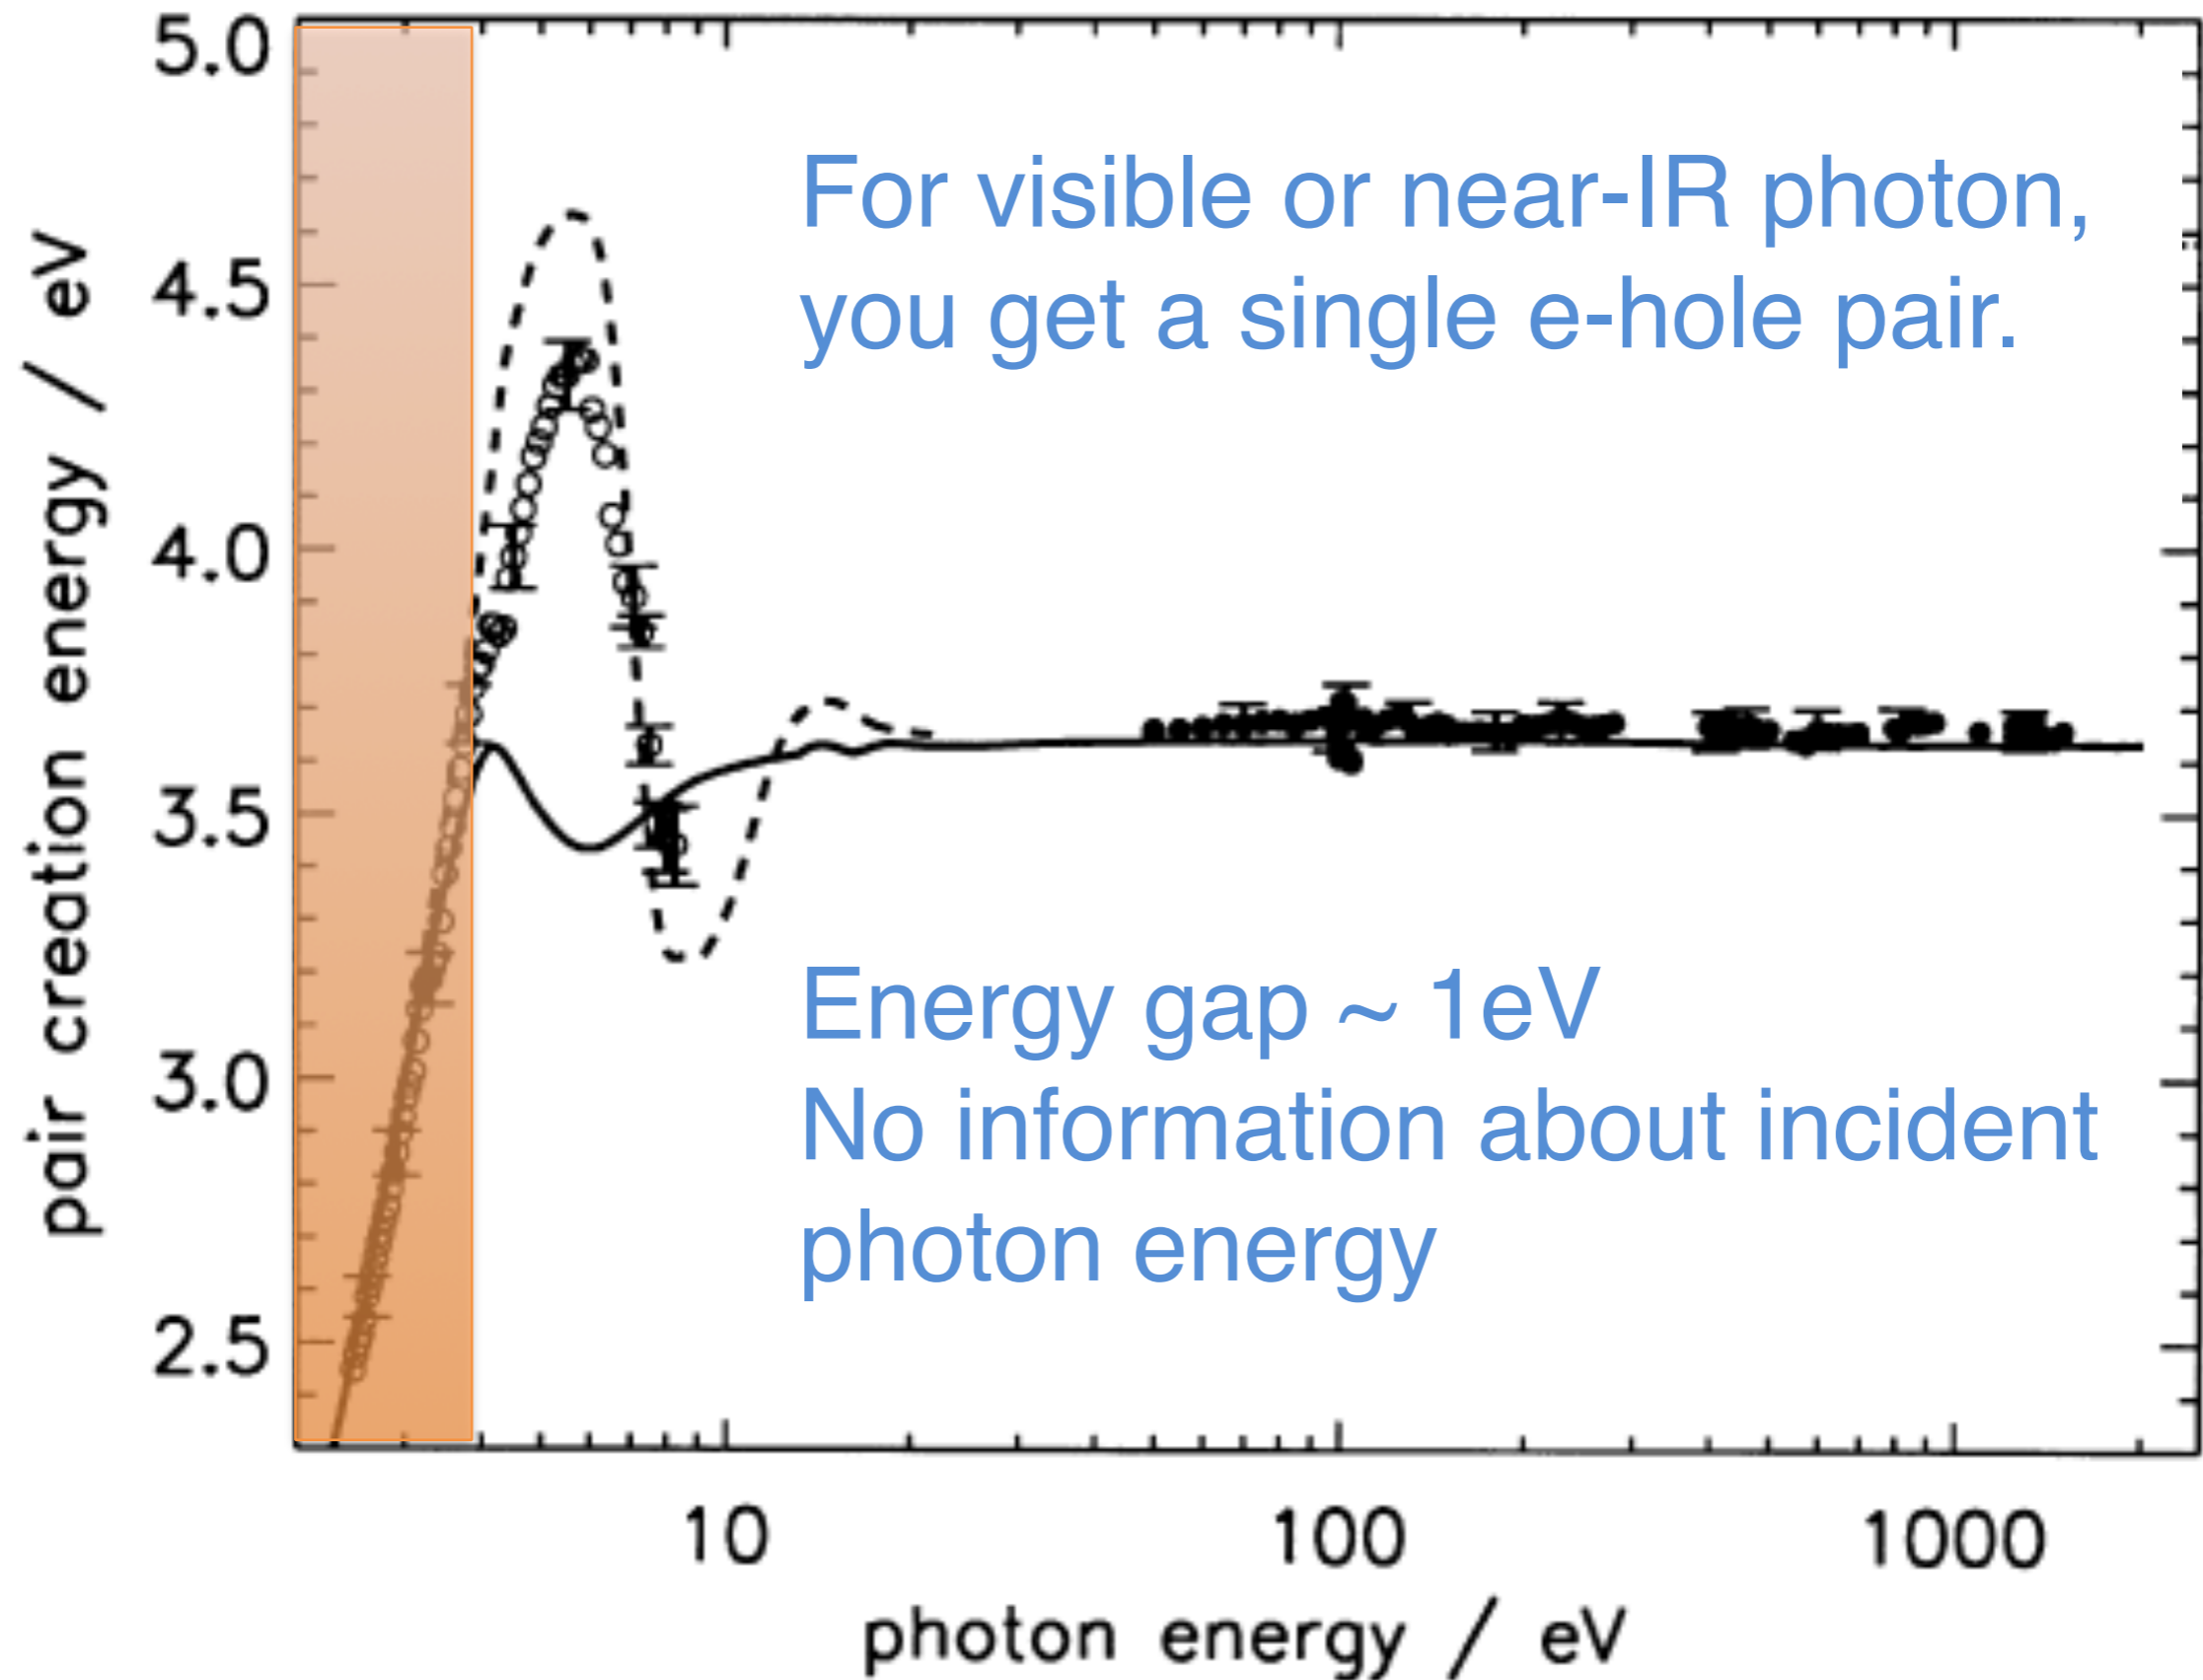 5.0
4.5
4.0
3.5
3.0
2.5
pair creation energy / eV
For visible or near-IR photon,
you get a single e-hole pair.
Energy gap ~ 1eV
No information about incident
photon energy
10
100
1000
photon energy / eV